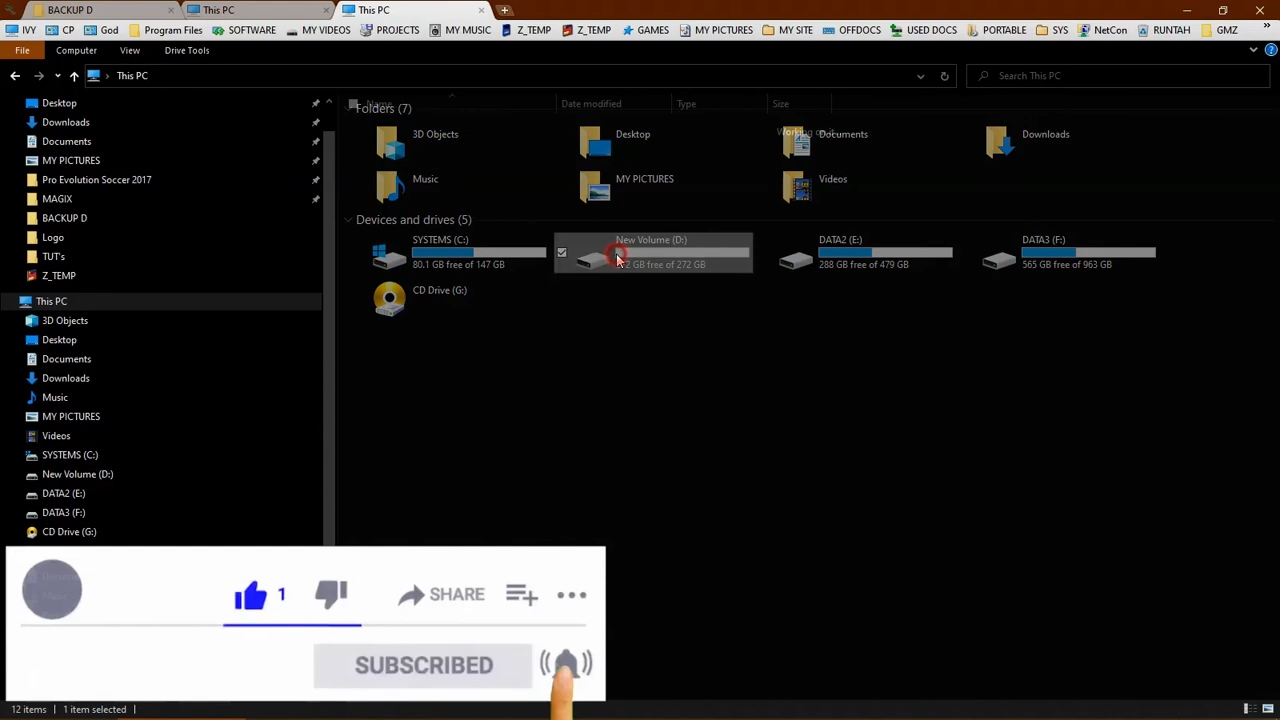 BACKUP D
This PC
This PC
IVY CP God Program Files SOFTWARE MY VIDEOS PROJECTS MY MUSIC Z_TEMP Z_TEMP GAMES MY PICTURES MY SITE OFFDOCS USED DOCS PORTABLE SYS NetCon RUNTAH GMZ
File Computer View Drive Tools
This PC
Search This PC
Name Date modified Type Size
Folders (7)
3D Objects Desktop Documents Downloads
Music MY PICTURES Videos
Devices and drives (5)
SYSTEMS (C:)
80.1 GB free of 147 GB
New Volume (D:)
GB free of 272 GB
DATA2 (E:)
288 GB free of 479 GB
DATA3 (F:)
565 GB free of 963 GB
CD Drive (G:)
Desktop
Downloads
Documents
MY PICTURES
Pro Evolution Soccer 2017
MAGIX
BACKUP D
Logo
TUT's
Z_TEMP
This PC
3D Objects
Desktop
Documents
Downloads
Music
MY PICTURES
Videos
SYSTEMS (C:)
New Volume (D:)
DATA2 (E:)
DATA3 (F:)
CD Drive (G:)
1 SHARE
SUBSCRIBED
12 items 1 item selected